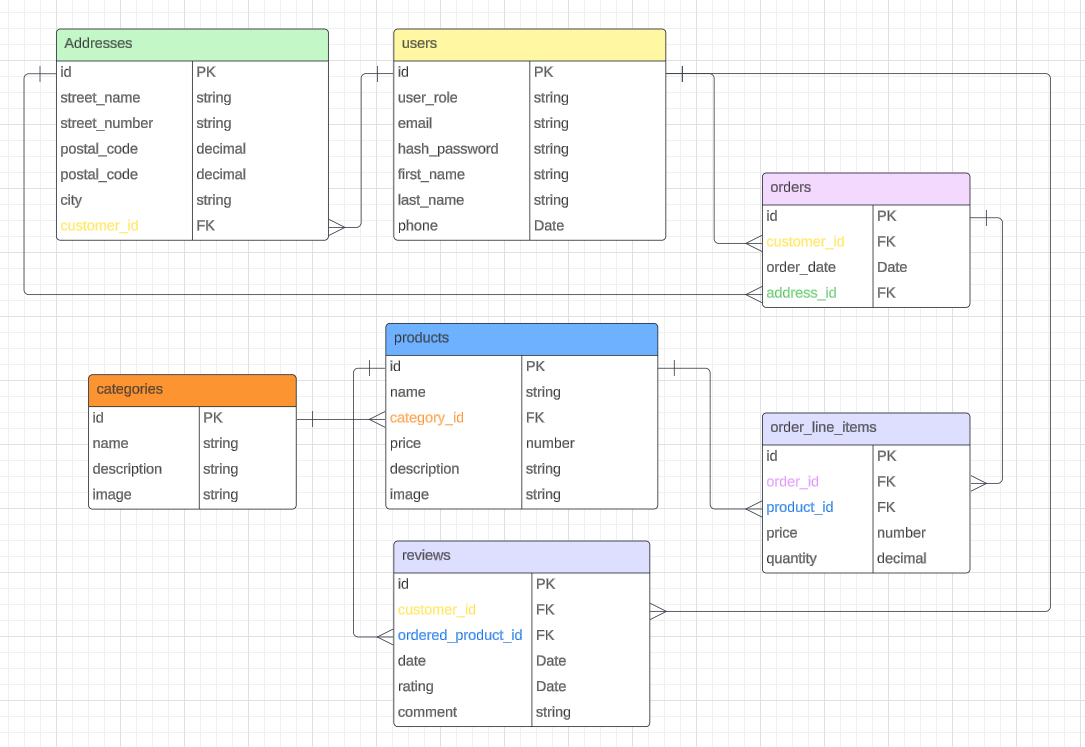 Addresses
id PK
street_name string
street_number string
postal_code decimal
postal_code decimal
city string
customer_id FK
users
id PK
user_role string
email string
hash_password string
first_name string
last_name string
phone Date
orders
id PK
customer_id FK
order_date Date
address_id FK
products
id PK
name string
category_id FK
price number
description string
image string
categories
id PK
name string
description string
image string
order_line_items
id PK
order_id FK
product_id FK
price number
quantity decimal
reviews
id PK
customer_id FK
ordered_product_id FK
date Date
rating Date
comment string